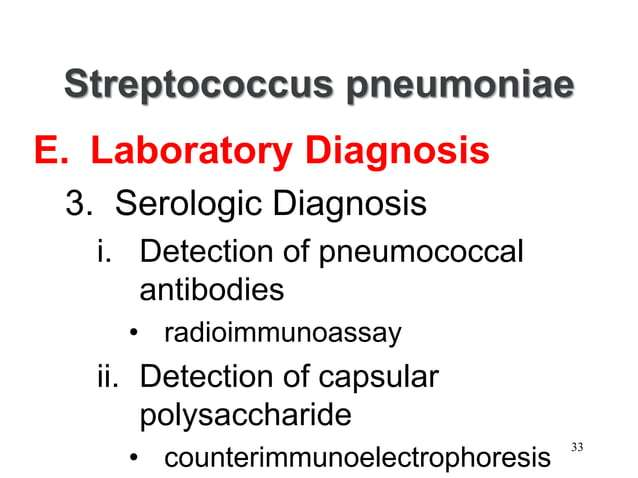 Streptococcus pneumoniae
E. Laboratory Diagnosis
3. Serologic Diagnosis
i. Detection of pneumococcal
antibodies
• radioimmunoassay
ii. Detection of capsular
polysaccharide
• counterimmunoelectrophoresis
33